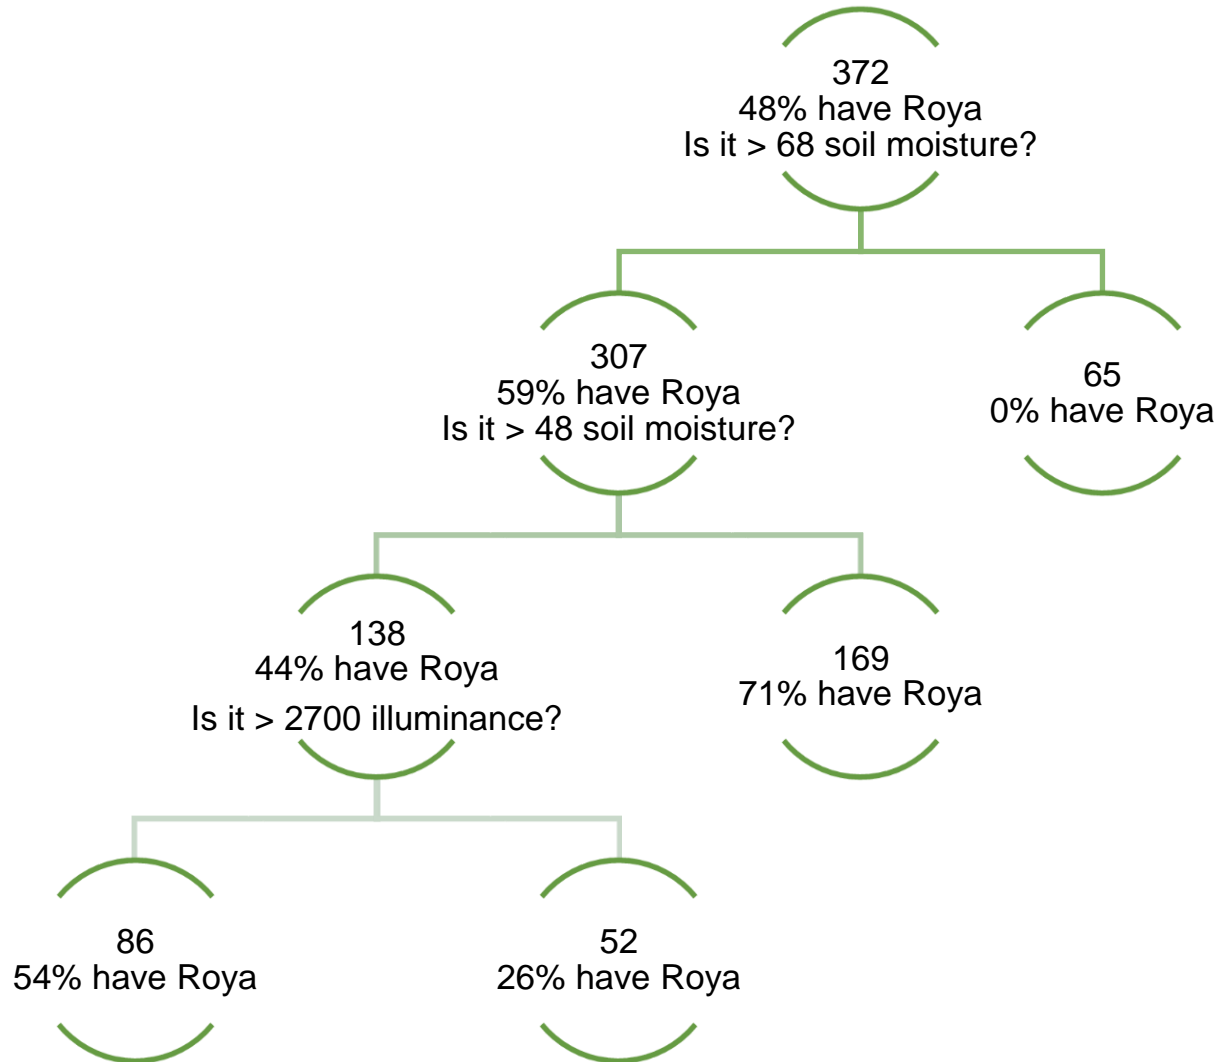 372
48% have Roya
Is it > 68 soil moisture?
307
59% have Roya
Is it > 48 soil moisture?
65
0% have Roya
138
44% have Roya
Is it > 2700 illuminance?
169
71% have Roya
86
54% have Roya
52
26% have Roya